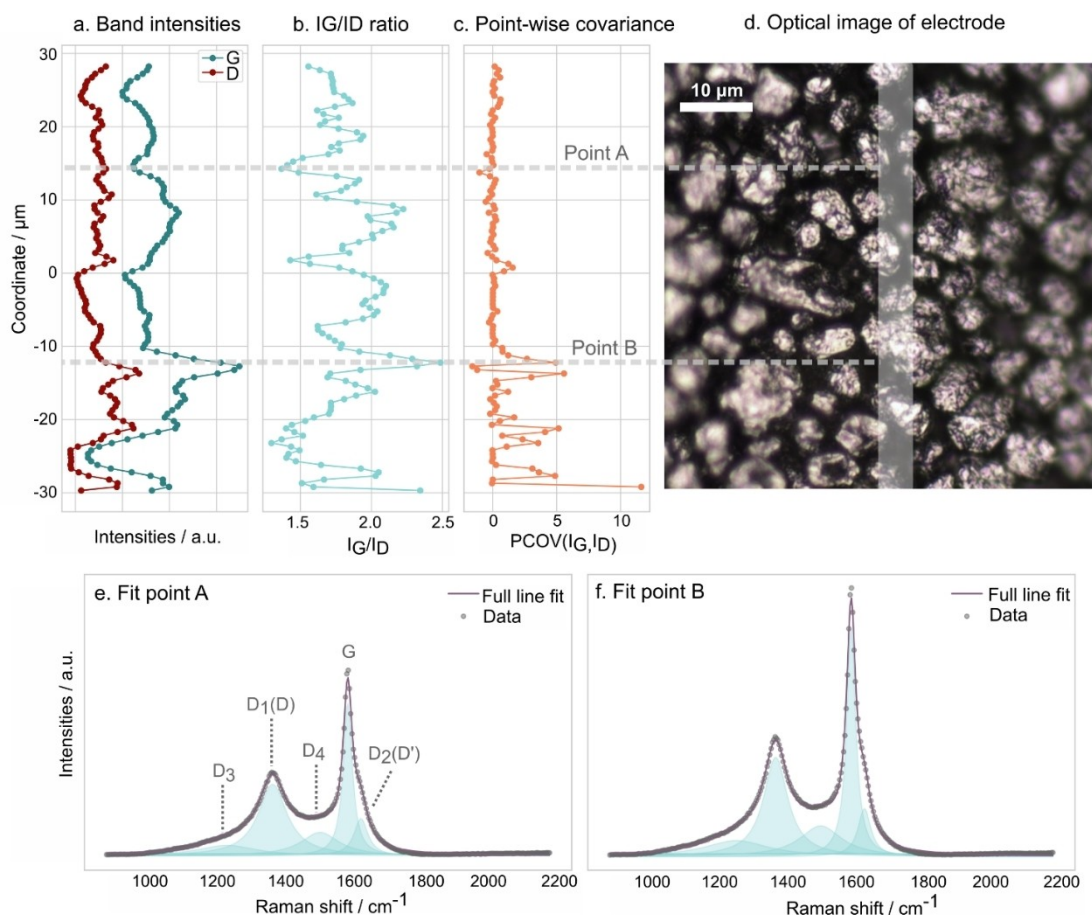 a. Band intensities
b. IG/ID ratio
c. Point-wise covariance
d. Optical image of electrode
G
D
10 µm
30
20
10
0
-10
-20
-30
Coordinate / µm
Point A
Point B
1.5 2.0 2.5
0 5 10
Intensities / a.u.
IG/ID
PCOV(IG,ID)
e. Fit point A
Full line fit
Data
G
D1(D)
D4
D2(D')
D3
Intensities / a.u.
1000 1200 1400 1600 1800 2000 2200
Raman shift / cm-1
f. Fit point B
Full line fit
Data
1000 1200 1400 1600 1800 2000 2200
Raman shift / cm-1